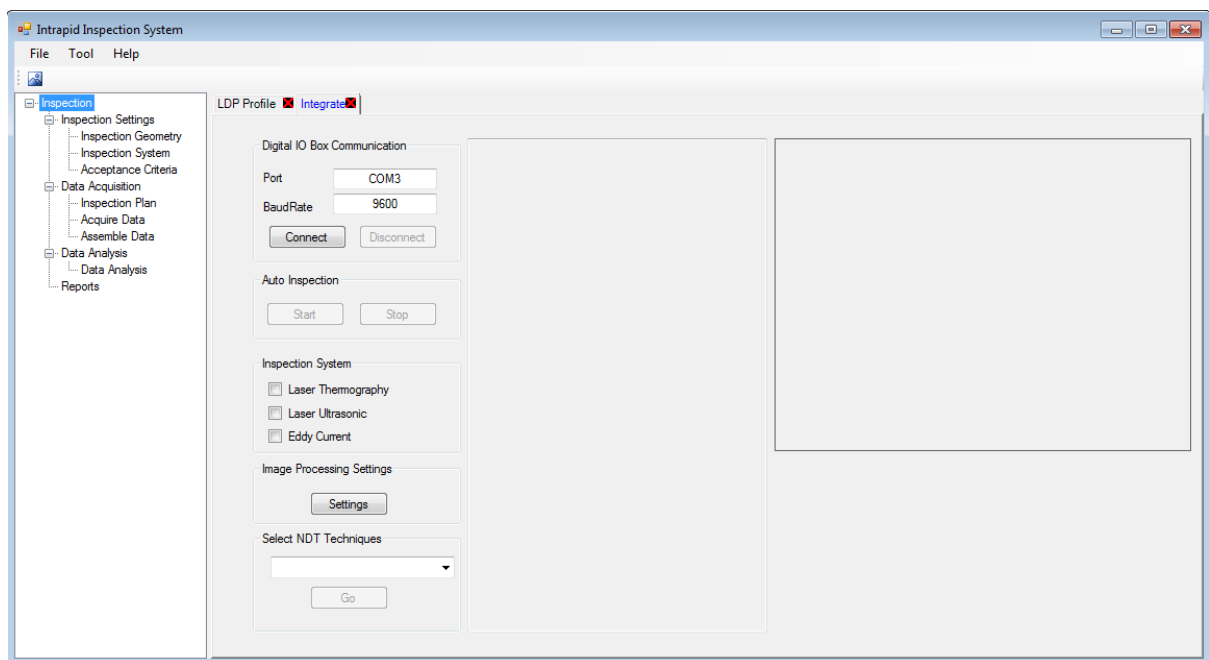 Intrapid Inspection System
File Tool Help
Inspection
Inspection Settings
Inspection Geometry
Inspection System
Acceptance Criteria
Data Acquisition
Inspection Plan
Acquire Data
Assemble Data
Data Analysis
Data Analysis
Reports
LDP Profile Integrate
Digital IO Box Communication
Port COM3
BaudRate 9600
Connect Disconnect
Auto Inspection
Start Stop
Inspection System
Laser Thermography
Laser Ultrasonic
Eddy Current
Image Processing Settings
Settings
Select NDT Techniques
Go